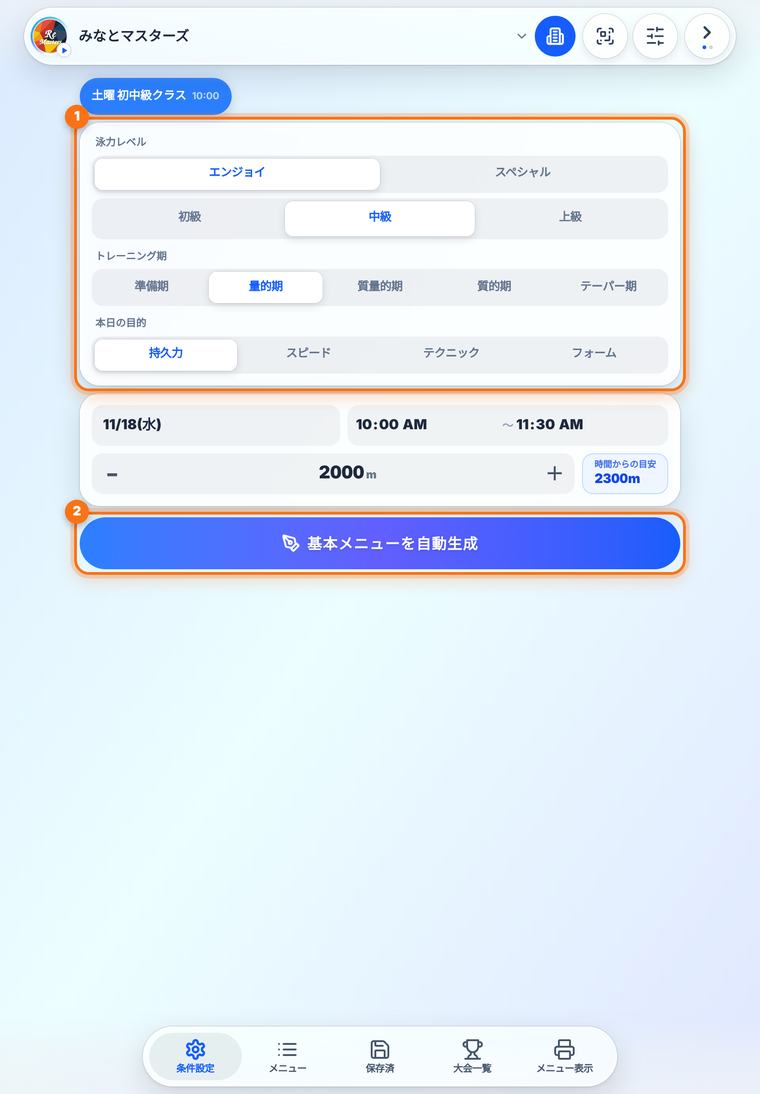 みなとマスターズ
土曜 初中級クラス 10:00
1
泳力レベル
エンジョイ スペシャル
初級 中級 上級
トレーニング期
準備期 量的期 質量的期 質的期 テーパー期
本日の目的
持久力 スピード テクニック フォーム
11/18(水) 10:00 AM ～ 11:30 AM
時間からの目安
− 2000 m + 2300m
2
基本メニューを自動生成
条件設定 メニュー 保存済 大会一覧 メニュー表示